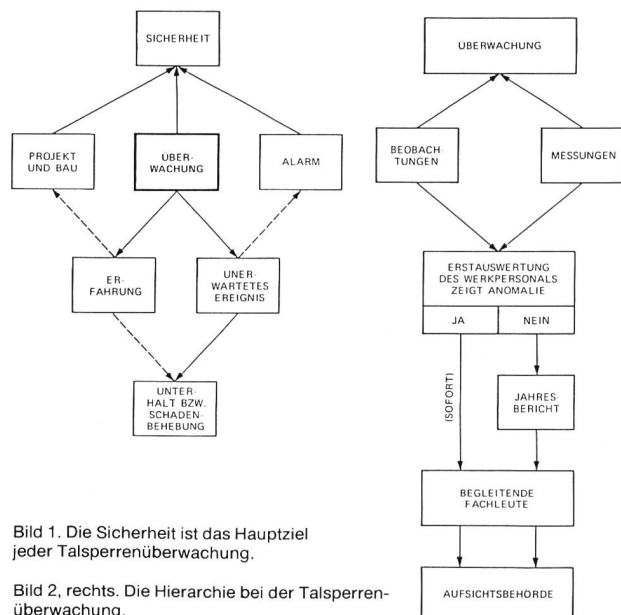 SICHERHEIT
PROJEKT
UND BAU
ÜBER-
WACHUNG
ALARM
ER-
FAHRUNG
UNER-
WARTETES
EREIGNIS
UNTER-
HALT BZW.
SCHADEN-
BEHEBUNG
Bild 1. Die Sicherheit ist das Hauptziel
jeder Talsperrenüberwachung.
Bild 2, rechts. Die Hierarchie bei der Talsperren-
überwachung.
ÜBERWACHUNG
BEOBACH-
TUNGEN
MESSUNGEN
ERSTAUSWERTUNG
DES WERKPERSONALS
ZEIGT ANOMALIE
JA
NEIN
(SOFORT)
JAHRES-
BERICHT
BEGLEITENDE
FACHLEUTE
AUFSICHTSBEHÖRDE